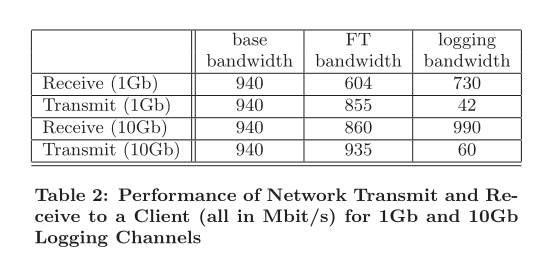 base FT logging
bandwidth bandwidth bandwidth
Receive (1Gb) 940 604 730
Transmit (1Gb) 940 855 42
Receive (10Gb) 940 860 990
Transmit (10Gb) 940 935 60
Table 2: Performance of Network Transmit and Re-
ceive to a Client (all in Mbit/s) for 1Gb and 10Gb
Logging Channels